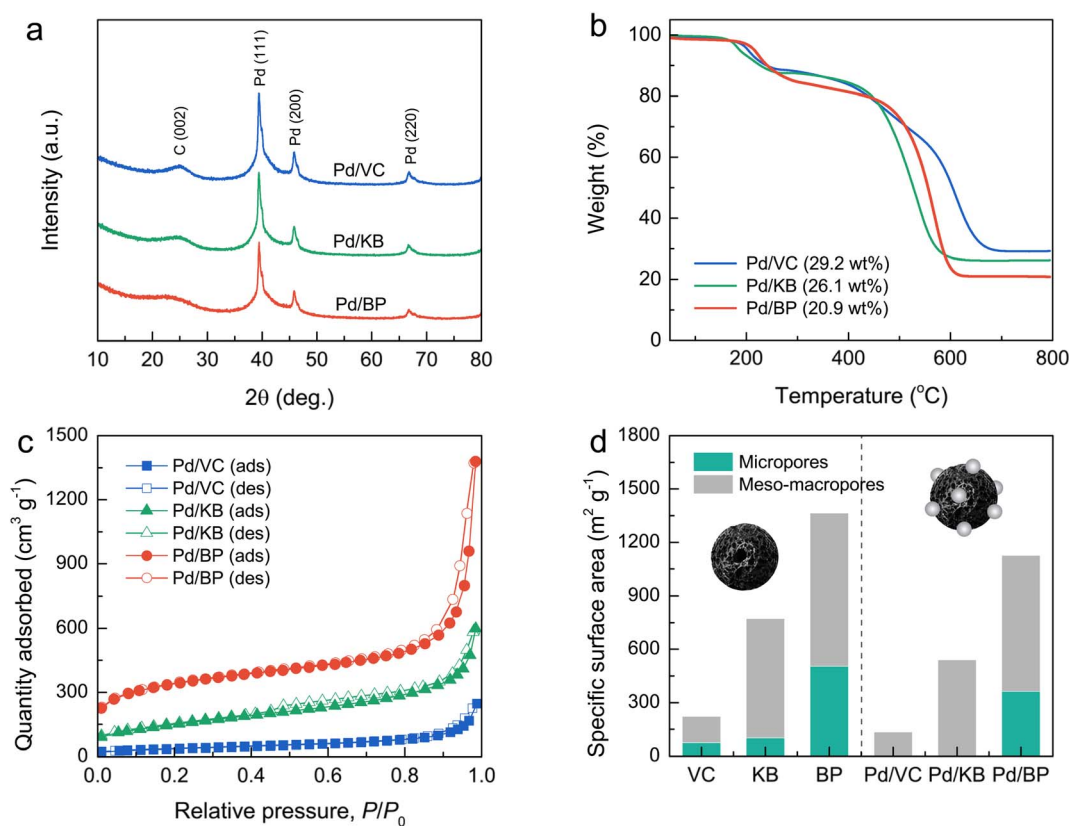 a
Intensity (a.u.)
C (002)
Pd (111)
Pd (200)
Pd (220)
Pd/VC
Pd/KB
Pd/BP
10 20 30 40 50 60 70 80
2θ (deg.)
b
Weight (%)
100
80
60
40
20
0
Pd/VC (29.2 wt%)
Pd/KB (26.1 wt%)
Pd/BP (20.9 wt%)
200 400 600 800
Temperature (°C)
c
Quantity adsorbed (cm³ g⁻¹)
1500
1200
900
600
300
0
Pd/VC (ads)
Pd/VC (des)
Pd/KB (ads)
Pd/KB (des)
Pd/BP (ads)
Pd/BP (des)
0.0 0.2 0.4 0.6 0.8 1.0
Relative pressure, P/P₀
d
Specific surface area (m² g⁻¹)
1800
1500
1200
900
600
300
0
Micropores
Meso-macropores
VC KB BP Pd/VC Pd/KB Pd/BP